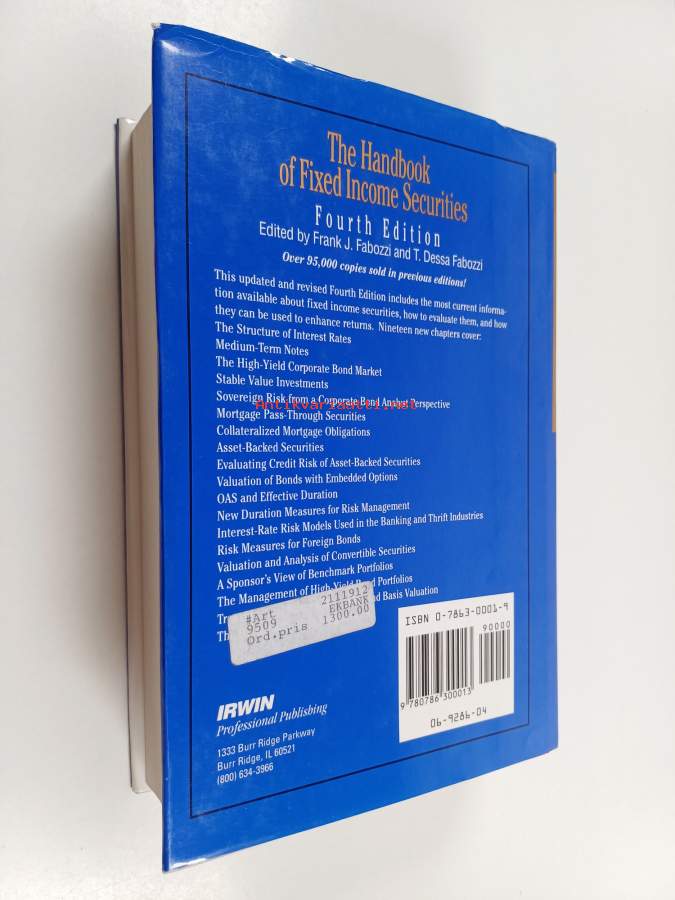 The Handbook
of Fixed Income Securities
Fourth Edition
Edited by Frank J. Fabozzi and T. Dessa Fabozzi
Over 95,000 copies sold in previous editions!
This updated and revised Fourth Edition includes the most current informa-
tion available about fixed income securities, how to evaluate them, and how
they can be used to enhance returns. Nineteen new chapters cover:
The Structure of Interest Rates
Medium-Term Notes
The High-Yield Corporate Bond Market
Stable Value Investments
Sovereign Risk from a Corporate Bond Analyst Perspective
Antikvariaatti.net
Mortgage Pass-Through Securities
Collateralized Mortgage Obligations
Asset-Backed Securities
Evaluating Credit Risk of Asset-Backed Securities
Valuation of Bonds with Embedded Options
OAS and Effective Duration
New Duration Measures for Risk Management
Interest-Rate Risk Models Used in the Banking and Thrift Industries
Risk Measures for Foreign Bonds
Valuation and Analysis of Convertible Securities
A Sponsor's View of Benchmark Portfolios
The Management of High-Yield Bond Portfolios
Basis Valuation
#Art 2111912
9509 EKBANK
Ord.pris 1300.00
ISBN 0-7863-0001-9
90000
9 780786 300013
06-9286-04
IRWIN
Professional Publishing
1333 Burr Ridge Parkway
Burr Ridge, IL 60521
(800) 634-3966